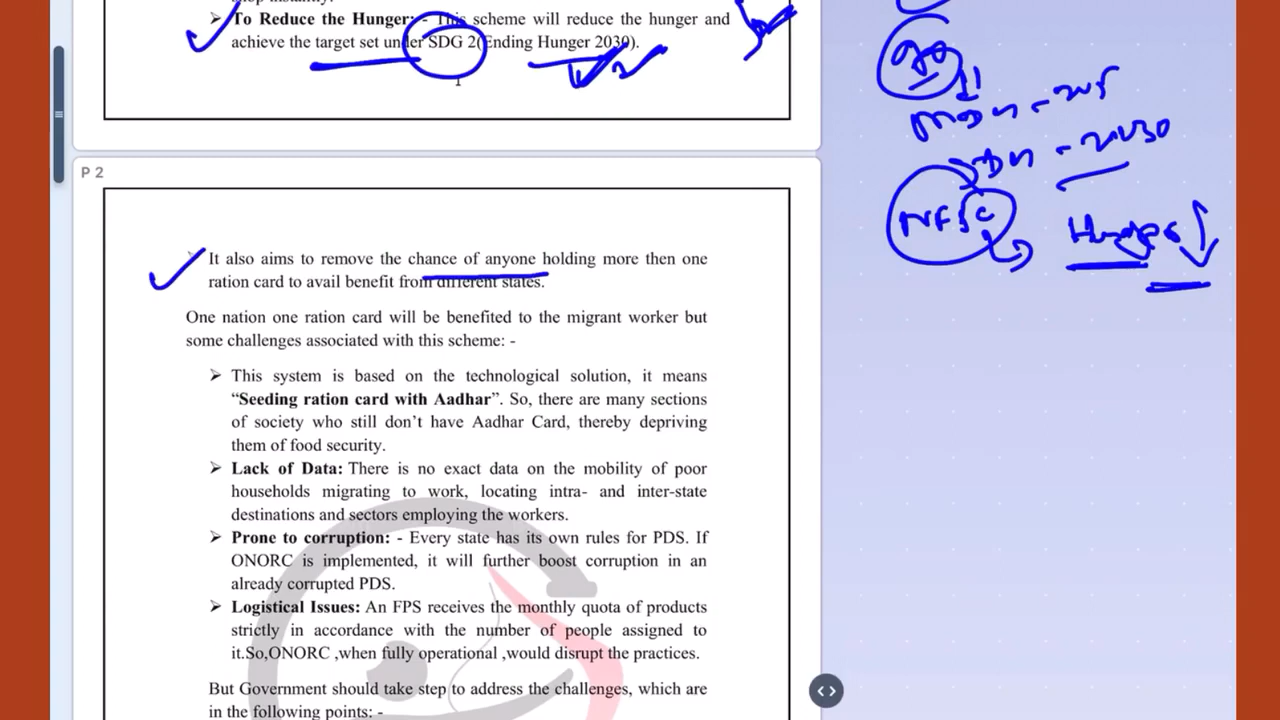 ➢ To Reduce the Hunger: - This scheme will reduce the hunger and
achieve the target set under SDG 2(Ending Hunger 2030).
P 2
It also aims to remove the chance of anyone holding more then one
ration card to avail benefit from different states.
One nation one ration card will be benefited to the migrant worker but
some challenges associated with this scheme: -
➢ This system is based on the technological solution, it means
“Seeding ration card with Aadhar”. So, there are many sections
of society who still don’t have Aadhar Card, thereby depriving
them of food security.
➢ Lack of Data: There is no exact data on the mobility of poor
households migrating to work, locating intra- and inter-state
destinations and sectors employing the workers.
➢ Prone to corruption: - Every state has its own rules for PDS. If
ONORC is implemented, it will further boost corruption in an
already corrupted PDS.
➢ Logistical Issues: An FPS receives the monthly quota of products
strictly in accordance with the number of people assigned to
it.So,ONORC ,when fully operational ,would disrupt the practices.
But Government should take step to address the challenges, which are
in the following points: -
Hunger